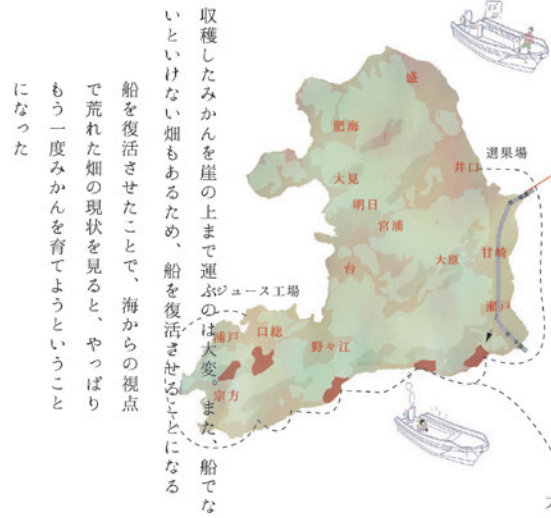 収穫したみかんを崖の上まで運ぶのは大変。また、船でな
いといけない畑もあるため、船を復活させることになる
船を復活させたことで、海からの視点
で荒れた畑の現状を見ると、やっぱり
もう一度みかんを育てようということ
になった
盛
肥海
井口
選果場
大見
明日
宮浦
甘崎
台
大原
瀬戸
ジュース工場
浦戸
口総
野々江
宗方